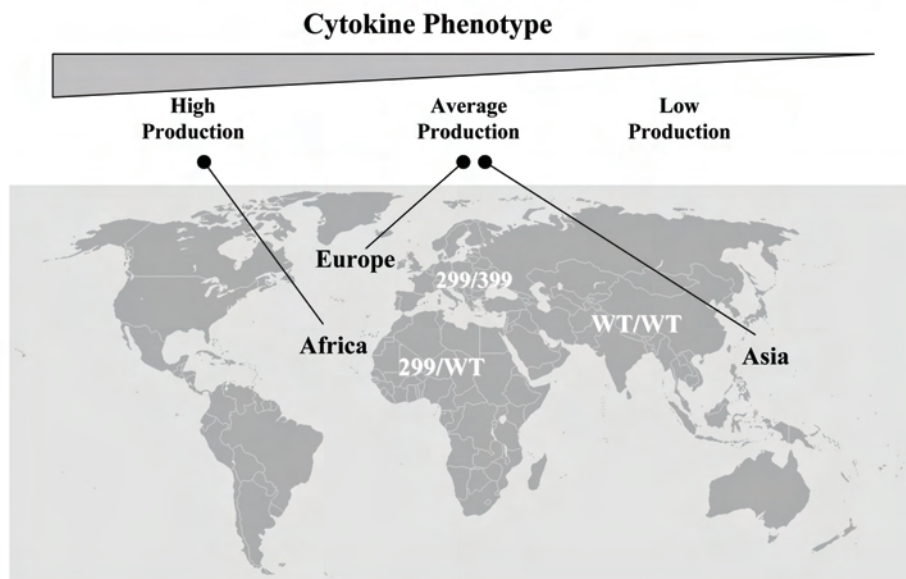 Cytokine Phenotype
High
Production
Average
Production
Low
Production
Europe
299/399
WT/WT
Africa
299/WT
Asia